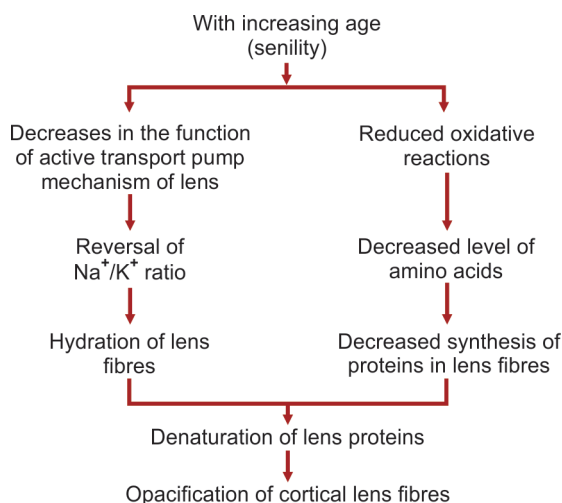 With increasing age
(senility)
Decreases in the function
of active transport pump
mechanism of lens
Reversal of
Na⁺/K⁺ ratio
Hydration of lens
fibres
Reduced oxidative
reactions
Decreased level of
amino acids
Decreased synthesis of
proteins in lens fibres
Denaturation of lens proteins
Opacification of cortical lens fibres